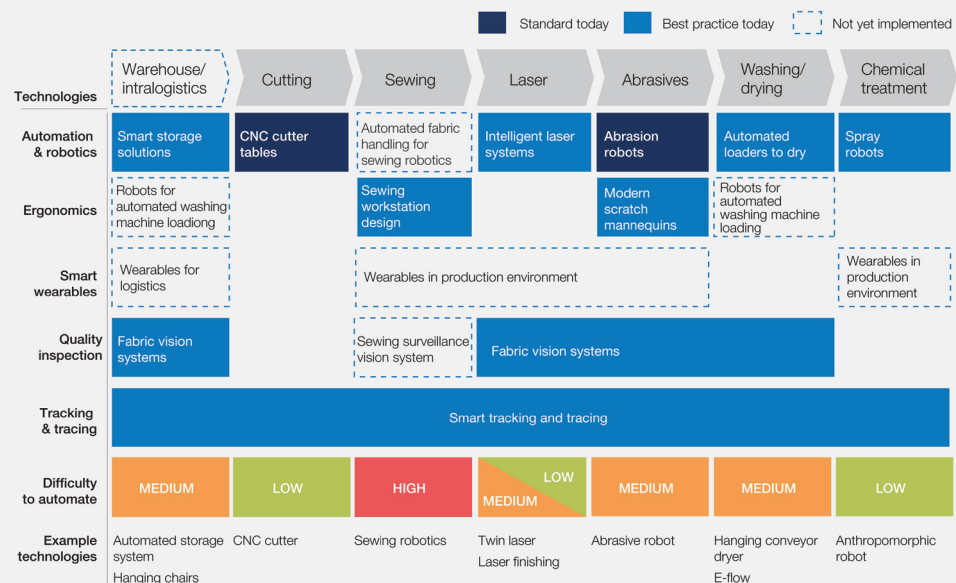 Standard today
Best practice today
Not yet implemented
Technologies
Warehouse/
intralogistics
Cutting
Sewing
Laser
Abrasives
Washing/
drying
Chemical
treatment
Automation
& robotics
Smart storage
solutions
CNC cutter
tables
Automated fabric
handling for
sewing robotics
Intelligent laser
systems
Abrasion
robots
Automated
loaders to dry
Spray
robots
Ergonomics
Robots for
automated washing
machine loadiong
Sewing
workstation
design
Modern
scratch
mannequins
Robots for
automated
washing machine
loading
Smart
wearables
Wearables for
logistics
Wearables in production environment
Wearables in
production
environment
Quality
inspection
Fabric vision
systems
Sewing surveillance
vision system
Fabric vision systems
Tracking
& tracing
Smart tracking and tracing
Difficulty
to automate
MEDIUM
LOW
HIGH
LOW
MEDIUM
MEDIUM
MEDIUM
LOW
Example
technologies
Automated storage
system
Hanging chairs
CNC cutter
Sewing robotics
Twin laser
Laser finishing
Abrasive robot
Hanging conveyor
dryer
E-flow
Anthropomorphic
robot